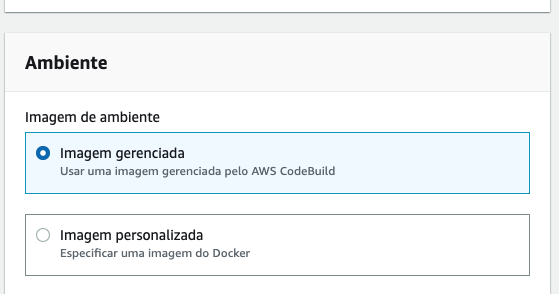 Ambiente
Imagem de ambiente
Imagem gerenciada
Usar uma imagem gerenciada pelo AWS CodeBuild
Imagem personalizada
Especificar uma imagem do Docker